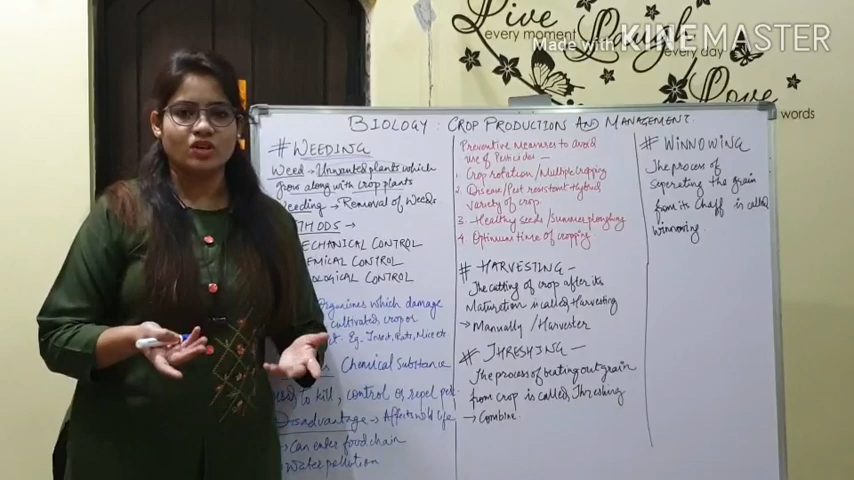 Live
every moment
Laugh
every day
Love
words
Made with KINEMASTER
BIOLOGY: CROP PRODUCTION AND MANAGEMENT.
# WEEDING
Weed → Unwanted plants which
grow along with crop plants
Weeding → Removal of Weeds
METHODS →
MECHANICAL CONTROL
CHEMICAL CONTROL
BIOLOGICAL CONTROL
Organisms which damage
cultivated crop or
Eg- Insect, Rats, Mice etc
Chemical Substance
used to kill, control or repel pest.
Disadvantage → Affects wild life
→ Can enter food chain
→ Water pollution
Preventive Measures to avoid
use of Pesticides -
1. Crop rotation/Multiple cropping
2. Disease/Pest resistant hybrid
variety of crop.
3 Healthy seeds/Summer ploughing
4 Optimum time of cropping
# HARVESTING -
The cutting of crop after its
Maturation is called Harvesting
→ Manually / Harvester
# THRESHING -
The process of beating out grain
from crop is called, Threshing
→ Combine.
# WINNOWING
The process of
seperating the grain
from its chaff is called
winnowing.